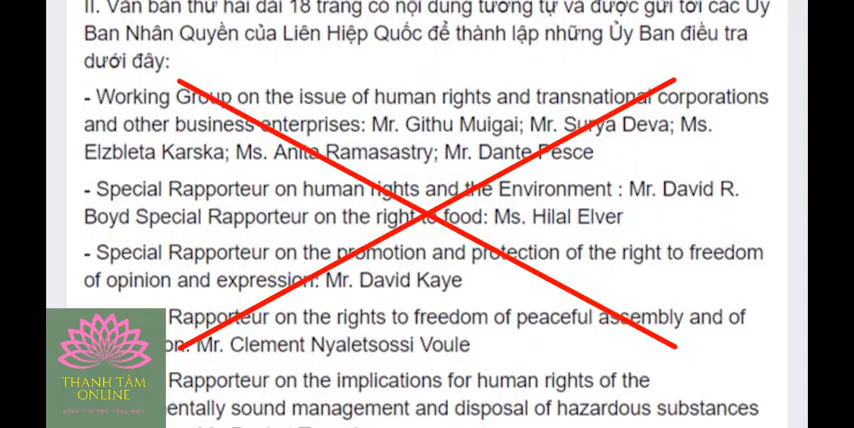 II. Văn bản thứ hai dài 18 trang có nội dung tương tự và được gửi tới các Ủy
Ban Nhân Quyền của Liên Hiệp Quốc để thành lập những Ủy Ban điều tra
dưới đây:
- Working Group on the issue of human rights and transnational corporations
and other business enterprises: Mr. Githu Muigai; Mr. Surya Deva; Ms.
Elzbleta Karska; Ms. Anita Ramasastry; Mr. Dante Pesce
- Special Rapporteur on human rights and the Environment : Mr. David R.
Boyd Special Rapporteur on the right to food: Ms. Hilal Elver
- Special Rapporteur on the promotion and protection of the right to freedom
of opinion and expression: Mr. David Kaye
Rapporteur on the rights to freedom of peaceful assembly and of
on: Mr. Clement Nyaletsossi Voule
Rapporteur on the implications for human rights of the
mentally sound management and disposal of hazardous substances
THANH TÂM
ONLINE